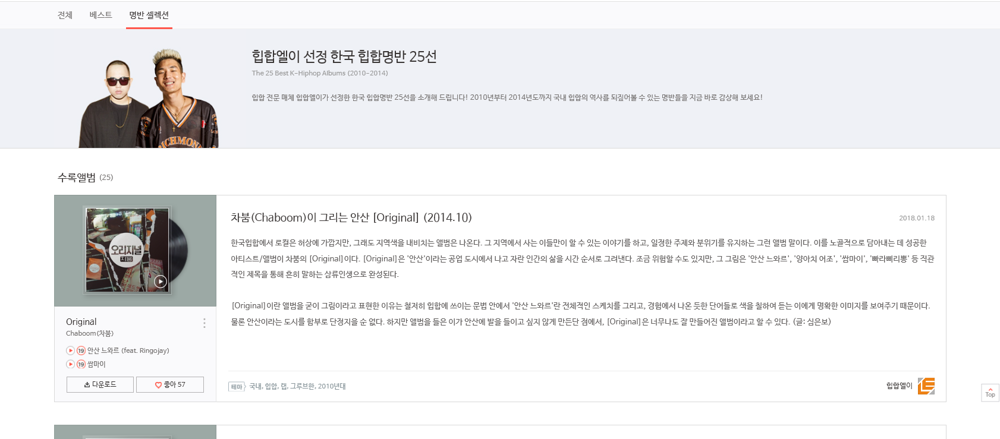 전체
베스트
명반 셀렉션
힙합엘이 선정 한국 힙합명반 25선
The 25 Best K-Hiphop Albums (2010-2014)
힙합 전문 매체 힙합엘이가 선정한 한국 힙합명반 25선을 소개해 드립니다! 2010년부터 2014년도까지 국내 힙합의 역사를 되짚어볼 수 있는 명반들을 지금 바로 감상해 보세요!
수록앨범 (25)
오리지널
차붐
Original
Chaboom(차붐)
19 안산 느와르 (feat. Ringojay)
19 쌈마이
다운로드
좋아 57
차붐(Chaboom)이 그리는 안산 [Original] (2014.10)
2018.01.18
한국힙합에서 로컬은 허상에 가깝지만, 그래도 지역색을 내비치는 앨범은 나온다. 그 지역에서 사는 이들만이 할 수 있는 이야기를 하고, 일정한 주제와 분위기를 유지하는 그런 앨범 말이다. 이를 노골적으로 담아내는 데 성공한
아티스트/앨범이 차붐의 [Original]이다. [Original]은 '안산'이라는 공업 도시에서 나고 자란 인간의 삶을 시간 순서로 그려낸다. 조금 위험할 수도 있지만, 그 그림은 '안산 느와르', '양아치 어조', '쌈마이', '빠라삐리뽕' 등 직관
적인 제목을 통해 흔히 말하는 삼류인생으로 완성된다.
[Original]이란 앨범을 굳이 그림이라고 표현한 이유는 철저히 힙합에 쓰이는 문법 안에서 '안산 느와르'란 전체적인 스케치를 그리고, 경험에서 나온 듯한 단어들로 색을 칠하여 듣는 이에게 명확한 이미지를 보여주기 때문이다.
물론 안산이라는 도시를 함부로 단정지을 순 없다. 하지만 앨범을 들은 이가 안산에 발을 들이고 싶지 않게 만든단 점에서, [Original]은 너무나도 잘 만들어진 앨범이라고 할 수 있다. (글: 심은보)
테마 국내, 힙합, 랩, 그루브한, 2010년대
힙합엘이
Top